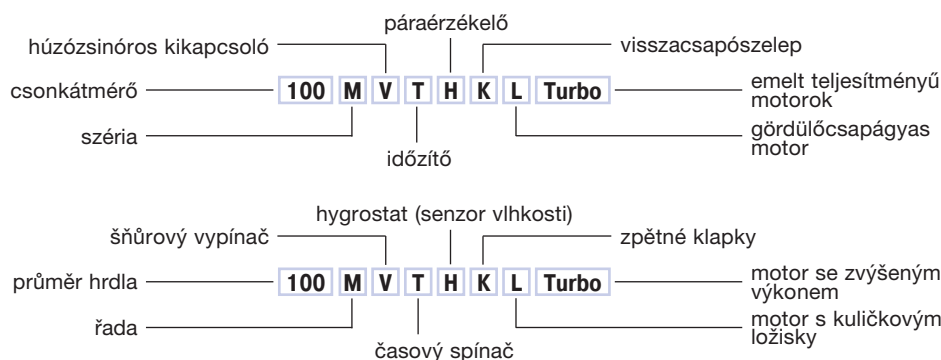 páraérzékelő
húzózsinóros kikapcsoló
visszacsapószelep
csonkátmérő
100 M V T H K L Turbo
emelt teljesítményű
motorok
széria
időzítő
gördülőcsapágyas
motor
hygrostat (senzor vlhkosti)
šňůrový vypínač
zpětné klapky
průměr hrdla
100 M V T H K L Turbo
motor se zvýšeným
výkonem
řada
časový spínač
motor s kuličkovým
ložisky